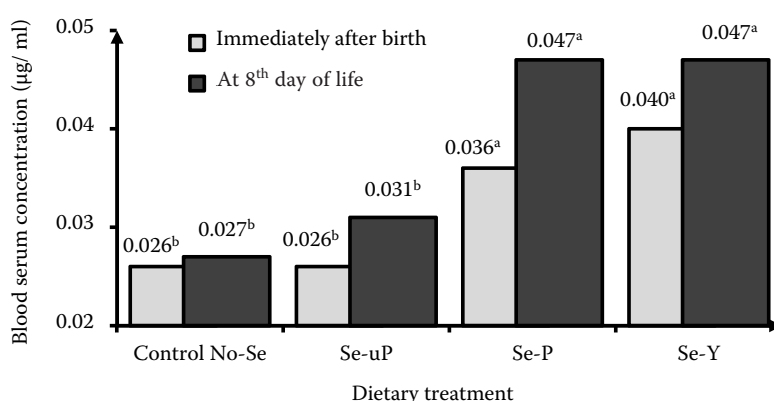 Blood serum concentration (µg/ ml)
0.05
0.04
0.03
0.02
Immediately after birth
At 8th day of life
0.026b
0.027b
0.026b
0.031b
0.036a
0.047a
0.040a
0.047a
Control No-Se
Se-uP
Se-P
Se-Y
Dietary treatment